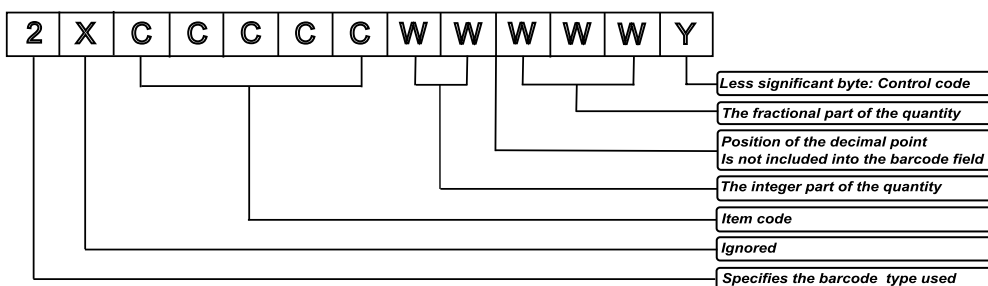 2 X C C C C C W W W W W Y
Less significant byte: Control code
The fractional part of the quantity
Position of the decimal point
Is not included into the barcode field
The integer part of the quantity
Item code
Ignored
Specifies the barcode type used